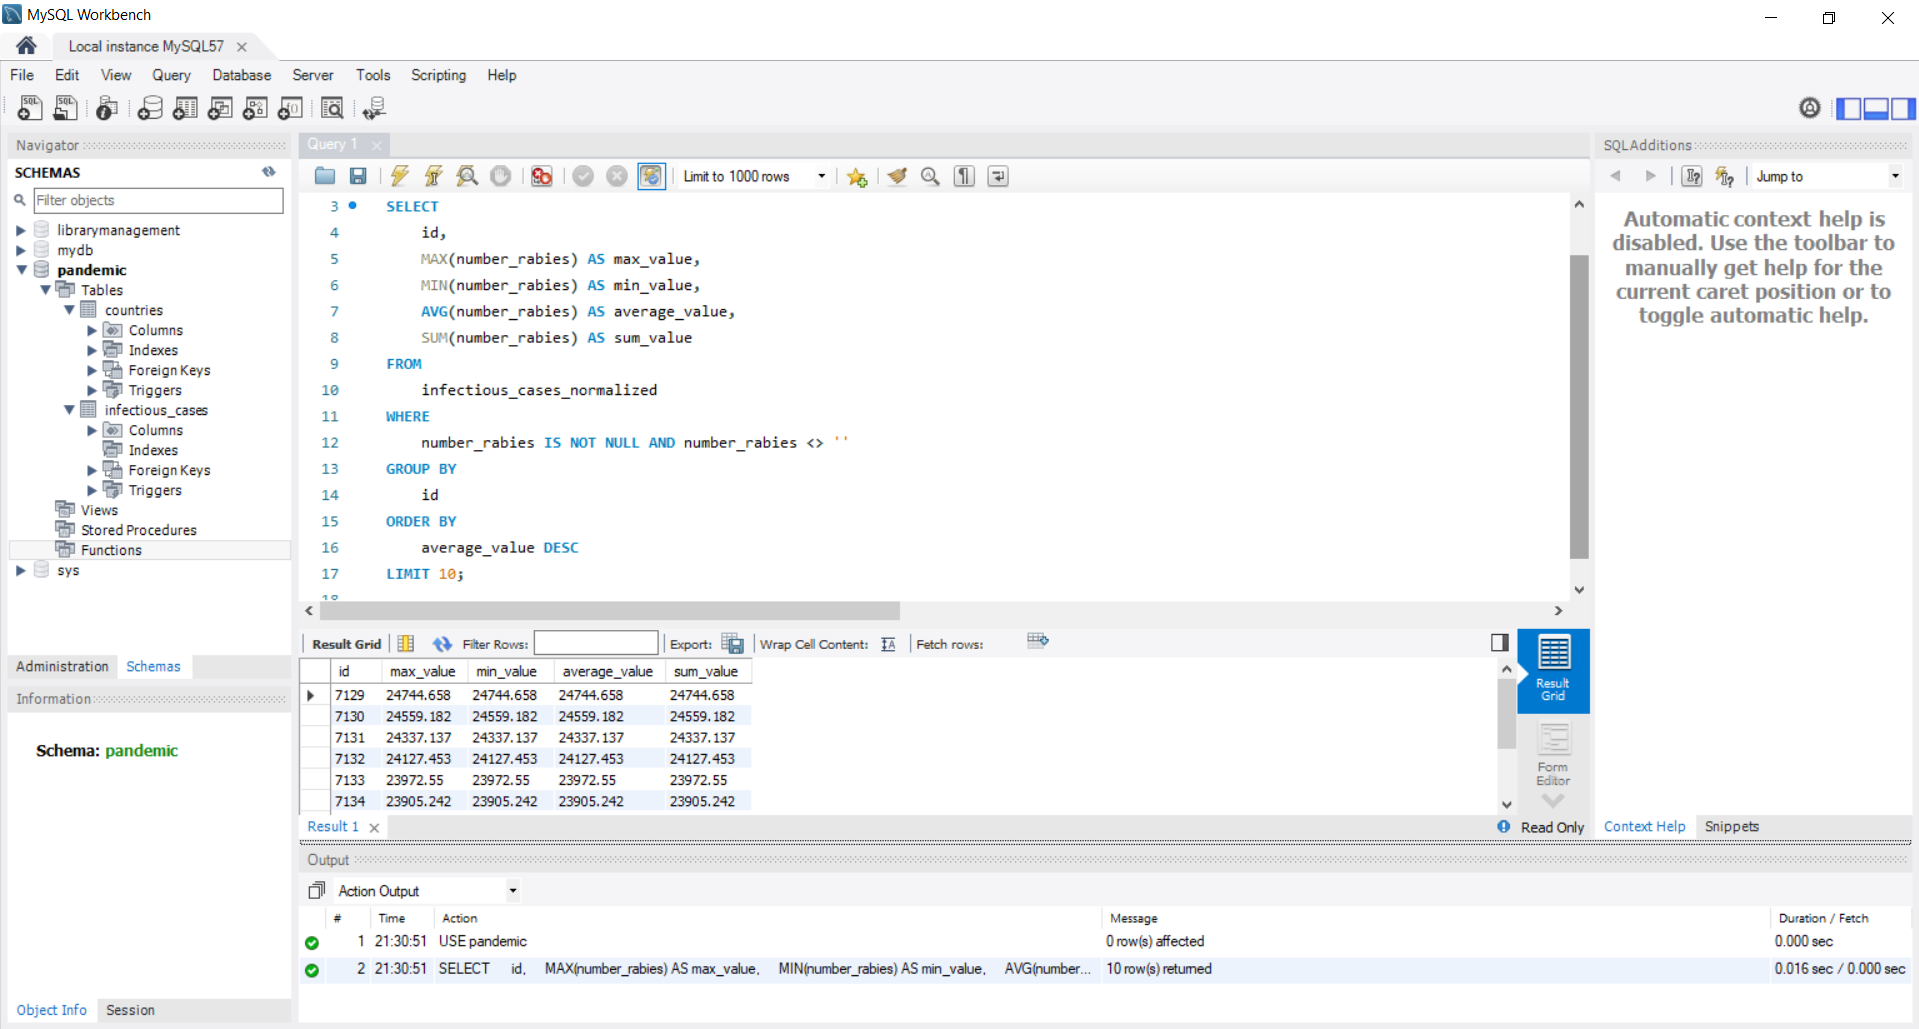 MySQL Workbench
Local instance MySQL57
File Edit View Query Database Server Tools Scripting Help
Navigator
SCHEMAS
Filter objects
librarymanagement
mydb
pandemic
Tables
countries
Columns
Indexes
Foreign Keys
Triggers
infectious_cases
Columns
Indexes
Foreign Keys
Triggers
Views
Stored Procedures
Functions
sys
Administration Schemas
Information
Schema: pandemic
Object Info Session
Query 1
Limit to 1000 rows
3 SELECT
4 id,
5 MAX(number_rabies) AS max_value,
6 MIN(number_rabies) AS min_value,
7 AVG(number_rabies) AS average_value,
8 SUM(number_rabies) AS sum_value
9 FROM
10 infectious_cases_normalized
11 WHERE
12 number_rabies IS NOT NULL AND number_rabies <> ''
13 GROUP BY
14 id
15 ORDER BY
16 average_value DESC
17 LIMIT 10;
18
Result Grid Filter Rows: Export: Wrap Cell Content: Fetch rows:
id max_value min_value average_value sum_value
7129 24744.658 24744.658 24744.658 24744.658
7130 24559.182 24559.182 24559.182 24559.182
7131 24337.137 24337.137 24337.137 24337.137
7132 24127.453 24127.453 24127.453 24127.453
7133 23972.55 23972.55 23972.55 23972.55
7134 23905.242 23905.242 23905.242 23905.242
Result Grid
Form Editor
Result 1
Read Only
SQLAdditions
Jump to
Automatic context help is
disabled. Use the toolbar to
manually get help for the
current caret position or to
toggle automatic help.
Context Help Snippets
Output
Action Output
# Time Action Message Duration / Fetch
1 21:30:51 USE pandemic 0 row(s) affected 0.000 sec
2 21:30:51 SELECT id, MAX(number_rabies) AS max_value, MIN(number_rabies) AS min_value, AVG(number... 10 row(s) returned 0.016 sec / 0.000 sec